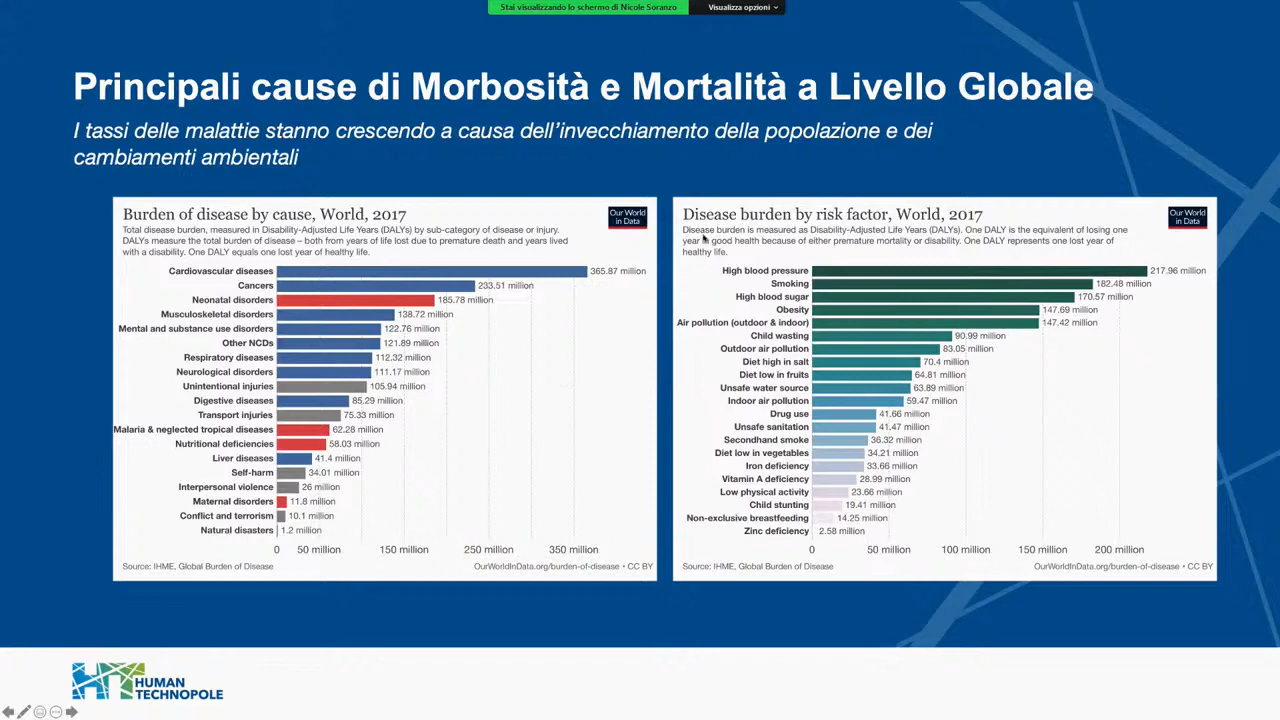 Stai visualizzando lo schermo di Nicole Soranzo
Visualizza opzioni
Principali cause di Morbosità e Mortalità a Livello Globale
I tassi delle malattie stanno crescendo a causa dell'invecchiamento della popolazione e dei
cambiamenti ambientali
Burden of disease by cause, World, 2017
Our World
in Data
Total disease burden, measured in Disability-Adjusted Life Years (DALYs) by sub-category of disease or injury.
DALYs measure the total burden of disease – both from years of life lost due to premature death and years lived
with a disability. One DALY equals one lost year of healthy life.
Cardiovascular diseases 365.87 million
Cancers 233.51 million
Neonatal disorders 185.78 million
Musculoskeletal disorders 138.72 million
Mental and substance use disorders 122.76 million
Other NCDs 121.89 million
Respiratory diseases 112.32 million
Neurological disorders 111.17 million
Unintentional injuries 105.94 million
Digestive diseases 85.29 million
Transport injuries 75.33 million
Malaria & neglected tropical diseases 62.28 million
Nutritional deficiencies 58.03 million
Liver diseases 41.4 million
Self-harm 34.01 million
Interpersonal violence 26 million
Maternal disorders 11.8 million
Conflict and terrorism 10.1 million
Natural disasters 1.2 million
0 50 million 150 million 250 million 350 million
Source: IHME, Global Burden of Disease
OurWorldInData.org/burden-of-disease • CC BY
Disease burden by risk factor, World, 2017
Our World
in Data
Disease burden is measured as Disability-Adjusted Life Years (DALYs). One DALY is the equivalent of losing one
year in good health because of either premature mortality or disability. One DALY represents one lost year of
healthy life.
High blood pressure 217.96 million
Smoking 182.48 million
High blood sugar 170.57 million
Obesity 147.69 million
Air pollution (outdoor & indoor) 147.42 million
Child wasting 90.99 million
Outdoor air pollution 83.05 million
Diet high in salt 70.4 million
Diet low in fruits 64.81 million
Unsafe water source 63.89 million
Indoor air pollution 59.47 million
Drug use 41.66 million
Unsafe sanitation 41.47 million
Secondhand smoke 36.32 million
Diet low in vegetables 34.21 million
Iron deficiency 33.66 million
Vitamin A deficiency 28.99 million
Low physical activity 23.66 million
Child stunting 19.41 million
Non-exclusive breastfeeding 14.25 million
Zinc deficiency 2.58 million
0 50 million 100 million 150 million 200 million
Source: IHME, Global Burden of Disease
OurWorldInData.org/burden-of-disease • CC BY
HT HUMAN
TECHNOPOLE